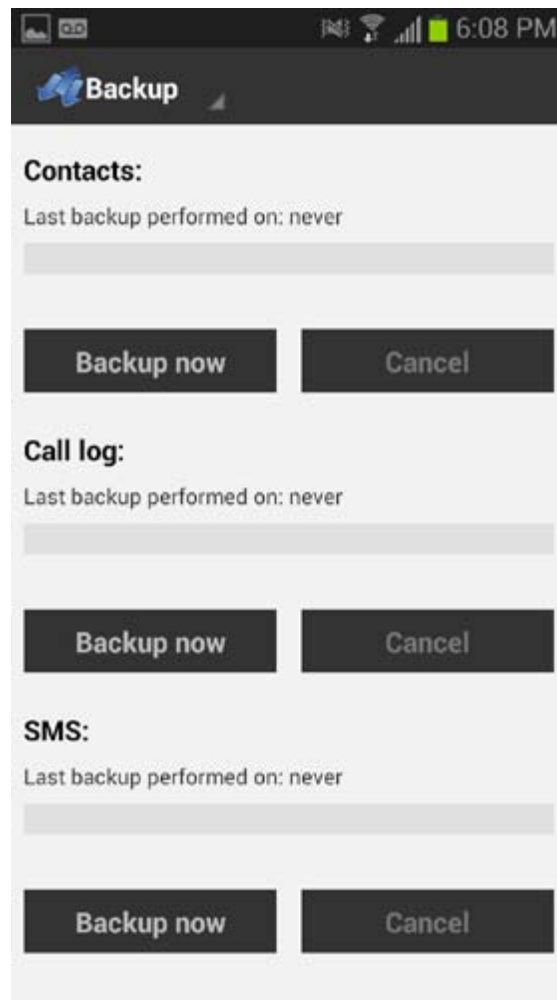 6:08 PM
Backup
Contacts:
Last backup performed on: never
Backup now Cancel
Call log:
Last backup performed on: never
Backup now Cancel
SMS:
Last backup performed on: never
Backup now Cancel